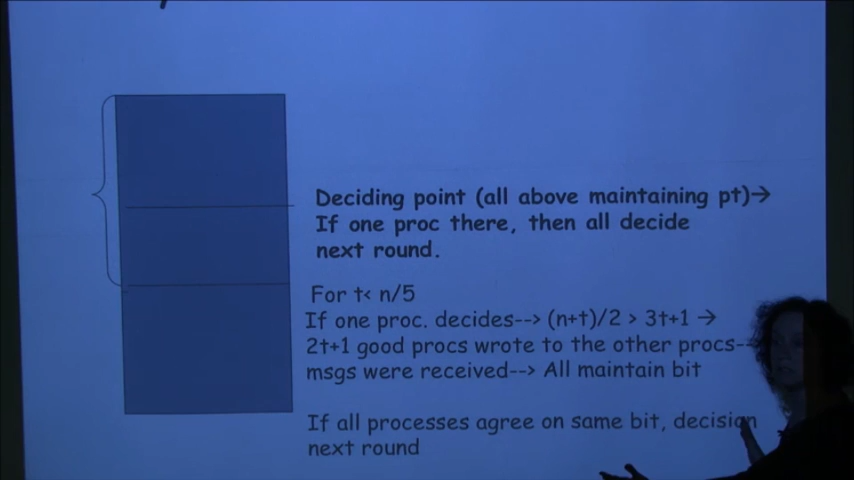 Deciding point (all above maintaining pt)→
If one proc there, then all decide
next round.
For t< n/5
If one proc. decides--> (n+t)/2 > 3t+1 →
2t+1 good procs wrote to the other procs--
msgs were received--> All maintain bit
If all processes agree on same bit, decision
next round